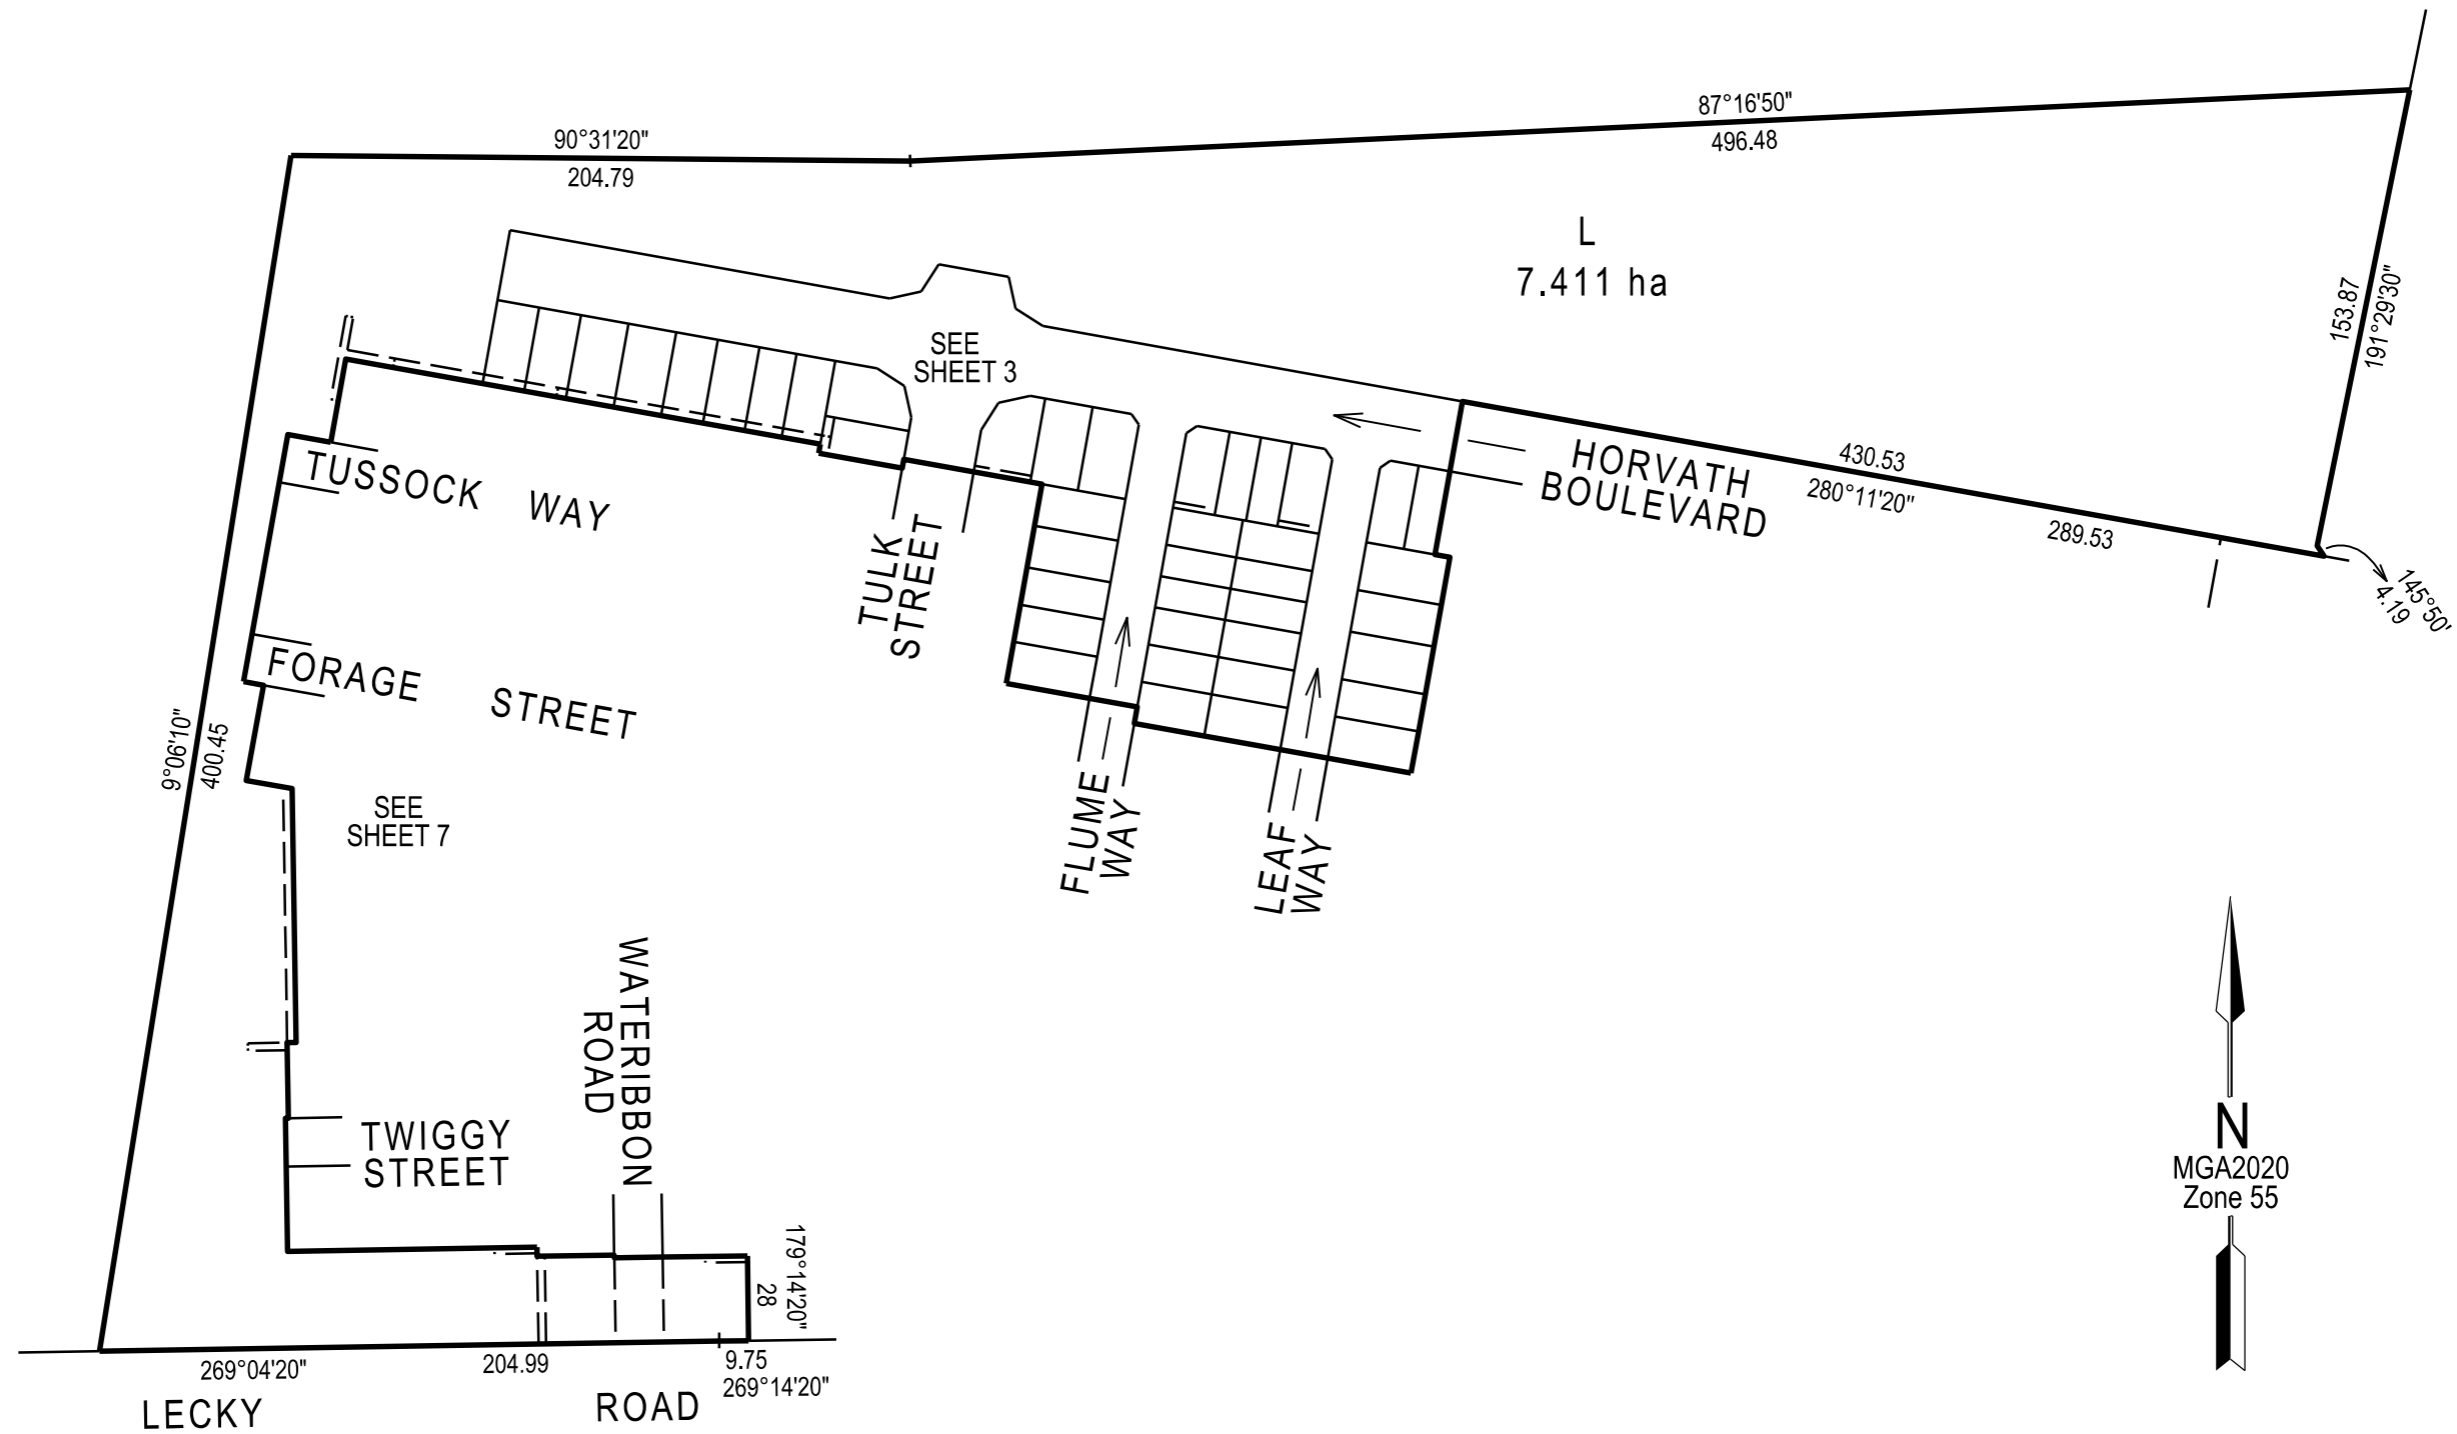 87°16'50"
496.48
90°31'20"
204.79
L
7.411 ha
153.87
191°29'30"
SEE
SHEET 3
HORVATH
BOULEVARD
430.53
280°11'20"
289.53
145°50'
4.19
TUSSOCK WAY
TULK
STREET
FORAGE STREET
9°06'10"
400.45
SEE
SHEET 7
FLUME
WAY
LEAF
WAY
WATERIBBON
ROAD
TWIGGY
STREET
N
MGA2020
Zone 55
179°14'20"
28
269°04'20"
204.99
9.75
269°14'20"
LECKY ROAD